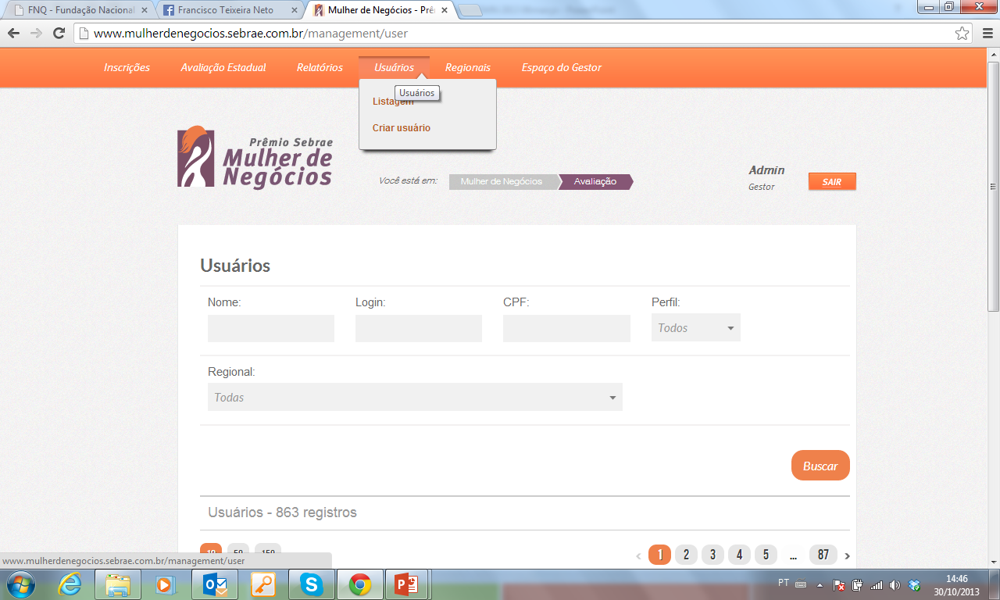 FNQ - Fundação Nacional
Francisco Teixeira Neto
Mulher de Negócios - Prê
www.mulherdenegocios.sebrae.com.br/management/user
Inscrições Avaliação Estadual Relatórios Usuários Regionais Espaço do Gestor
Usuários
Listagem
Criar usuário
Prêmio Sebrae
Mulher de
Negócios
Você está em: Mulher de Negócios Avaliação
Admin
Gestor
SAIR
Usuários
Nome: Login: CPF: Perfil:
Todos
Regional:
Todas
Buscar
Usuários - 863 registros
10 50 150
‹ 1 2 3 4 5 ... 87 ›
www.mulherdenegocios.sebrae.com.br/management/user
PT
14:46
30/10/2013